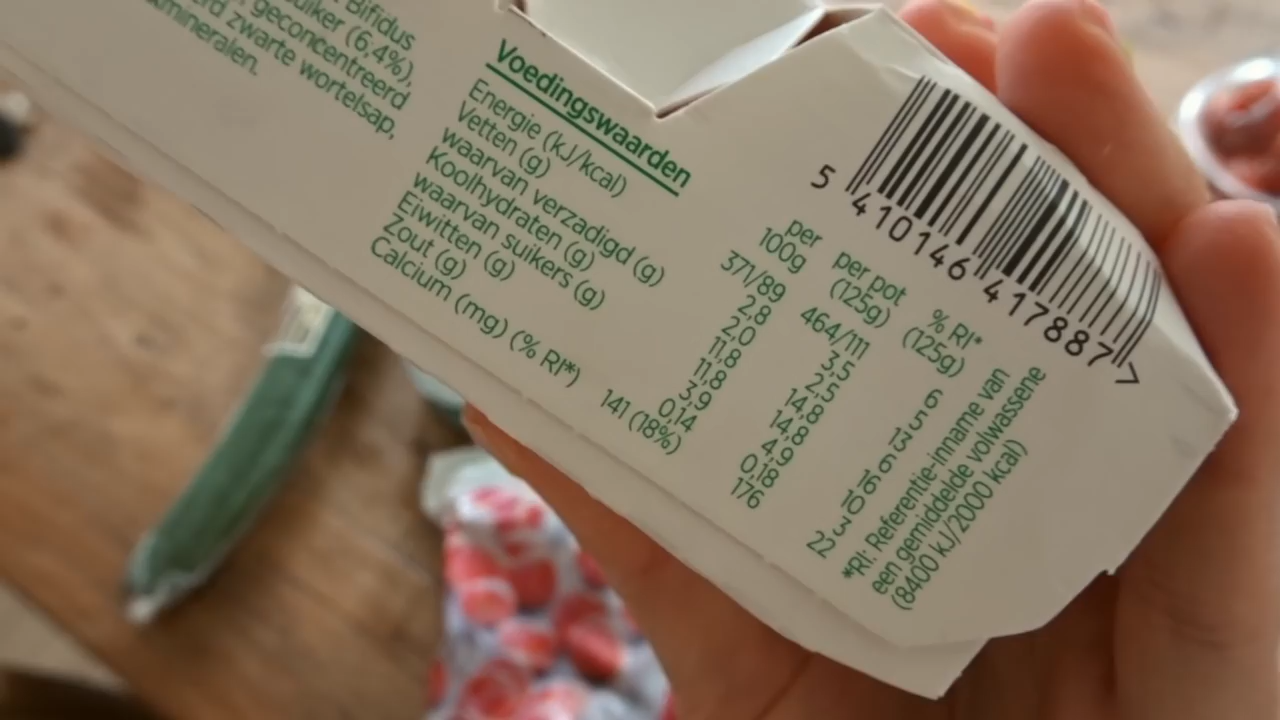 Bifidus
suiker (6,4%),
geconcentreerd
zwarte wortelsap,
mineralen.
Voedingswaarden
Energie (kJ/kcal)
Vetten (g)
waarvan verzadigd (g)
Koolhydraten (g)
waarvan suikers (g)
Eiwitten (g)
Zout (g)
Calcium (mg) (% RI*)
per
100g
371/89
2,8
2,0
11,8
11,8
3,9
0,14
141 (18%)
per pot
(125g)
464/111
3,5
2,5
14,8
14,8
4,9
0,18
176
% RI*
(125g)
6
5
13
6
16
10
3
22
*RI: Referentie-inname van
een gemiddelde volwassene
(8400 kJ/2000 kcal)
5 410146 417887 >